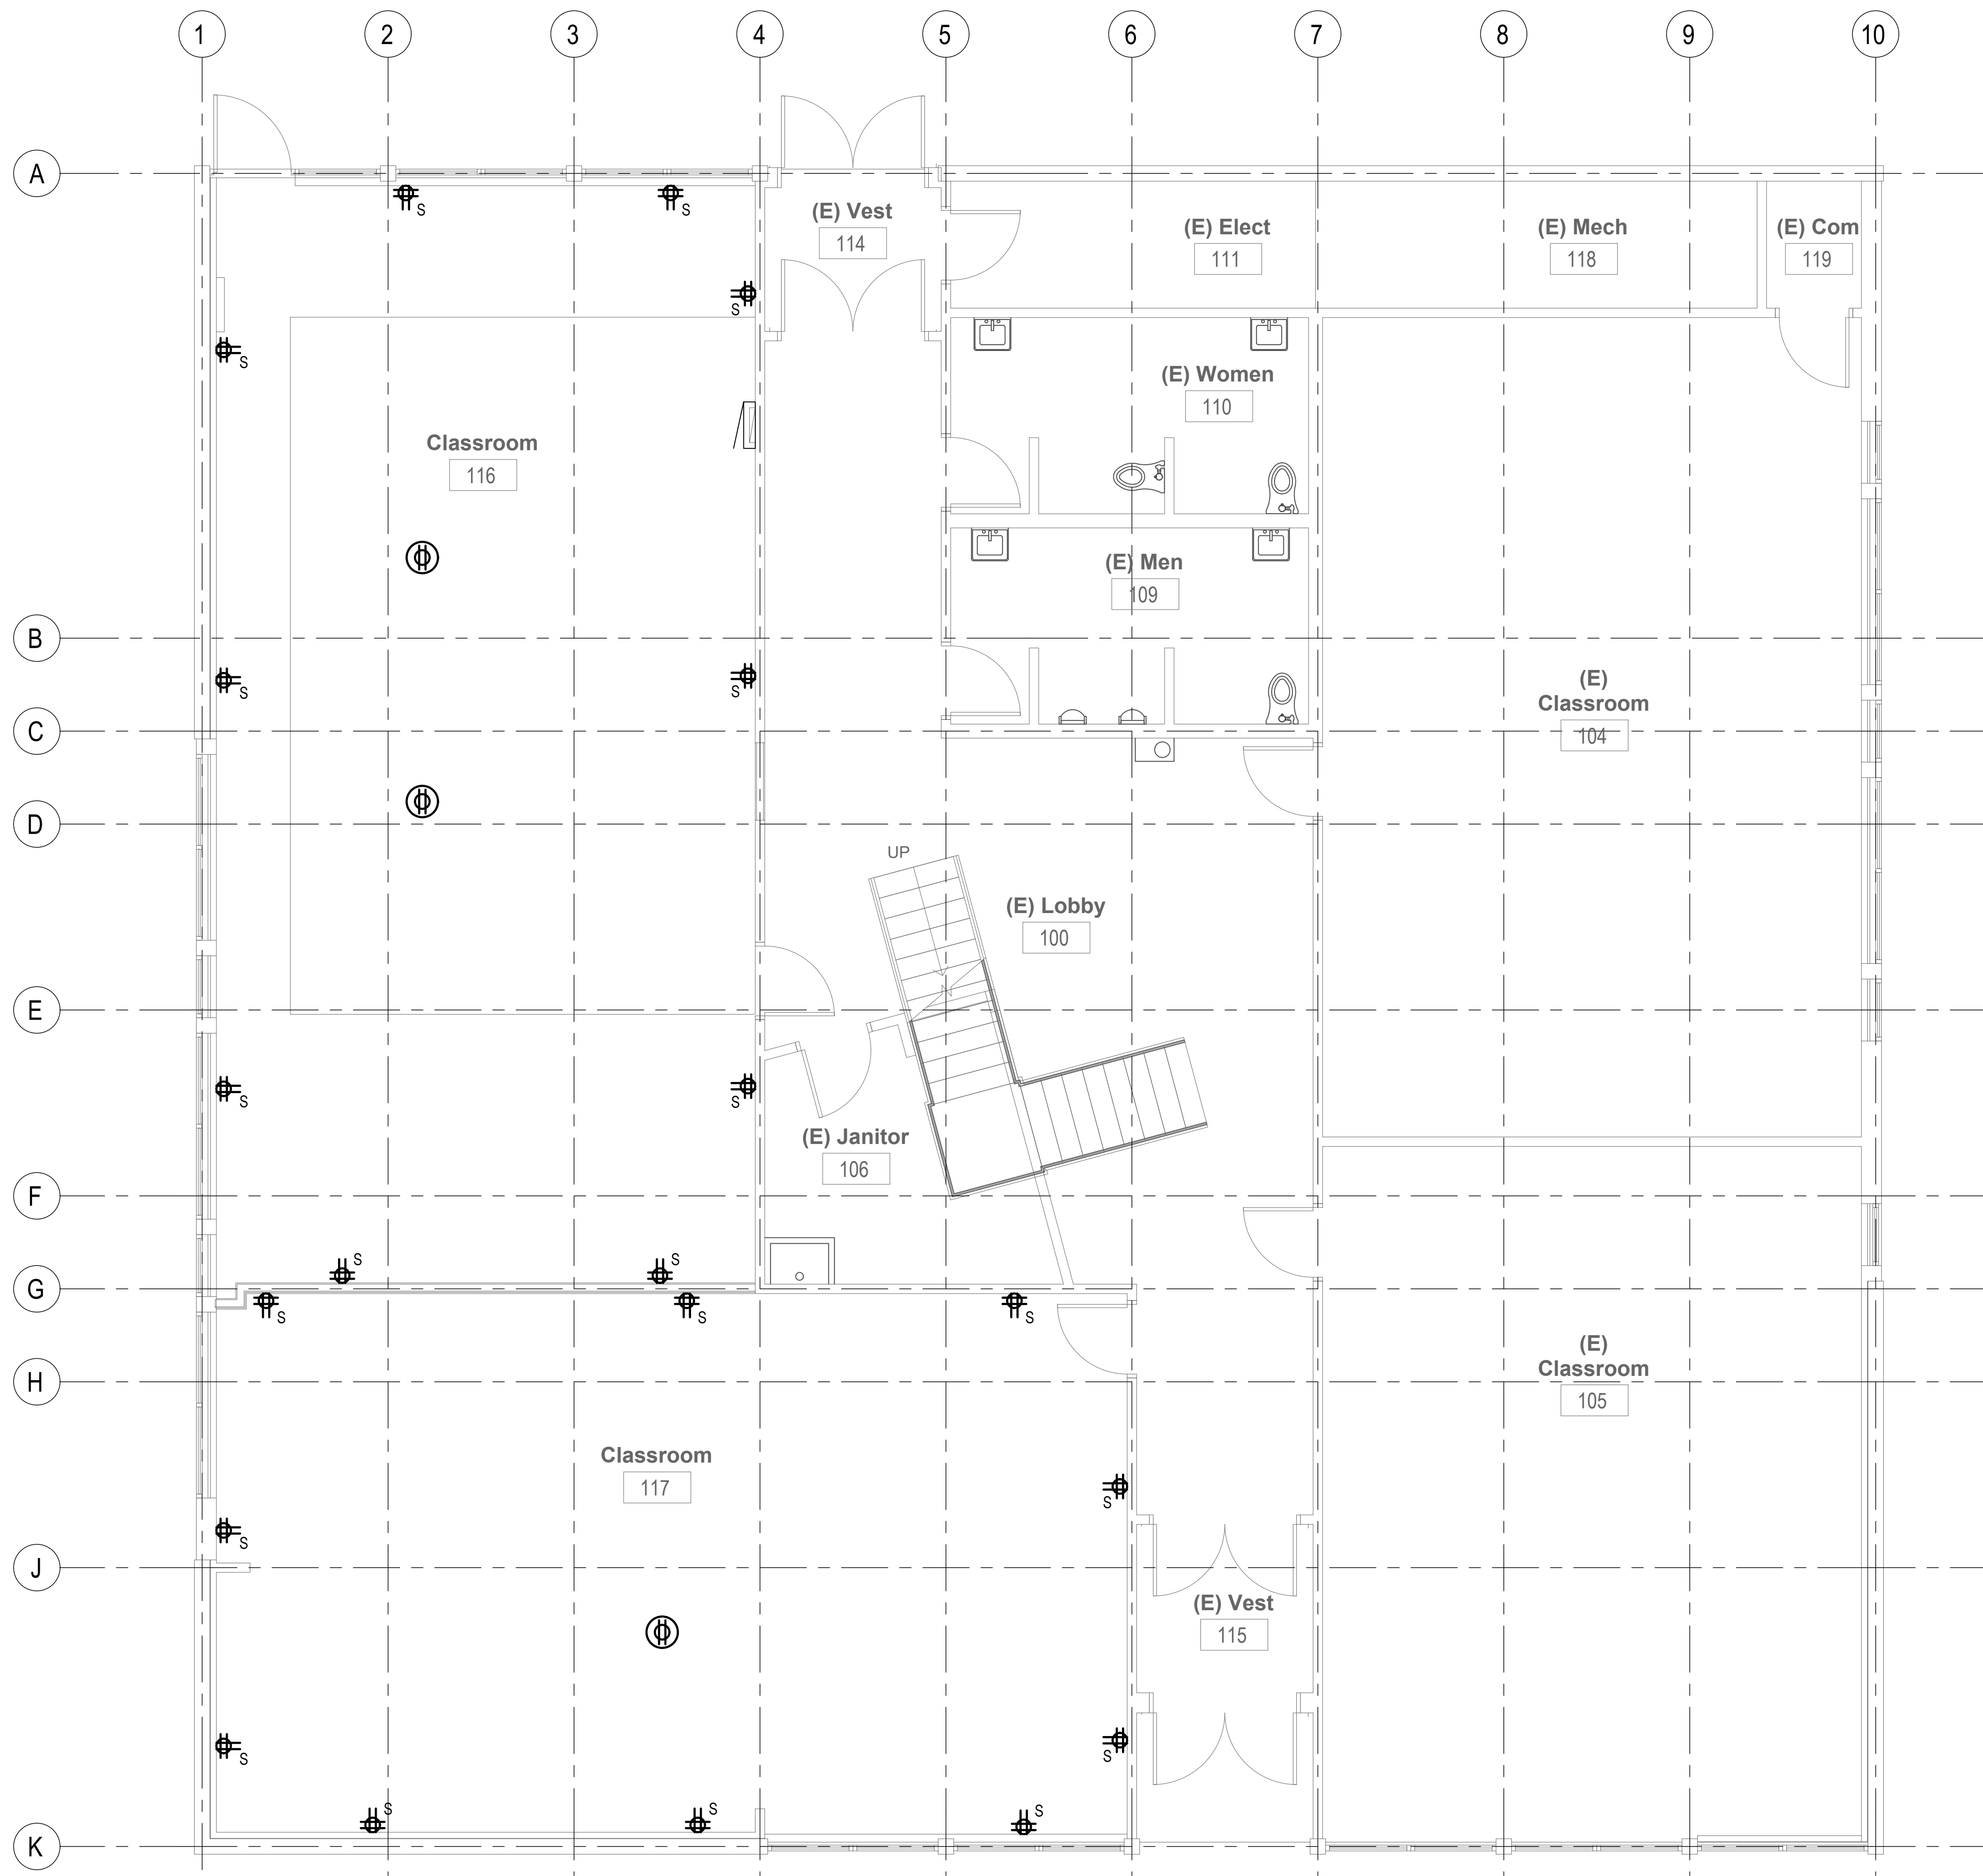 1 2 3 4 5 6 7 8 9 10
A
S S
(E) Vest
114
(E) Elect
111
(E) Mech
118
(E) Com
119
S
S
(E) Women
110
Classroom
116
(E) Men
109
B
S S
(E)
Classroom
104
C
D
UP
(E) Lobby
100
E
S S
(E) Janitor
106
F
S S
G
S S S
(E)
Classroom
105
H
Classroom
117
S
S
J
(E) Vest
115
S S
S S S
K